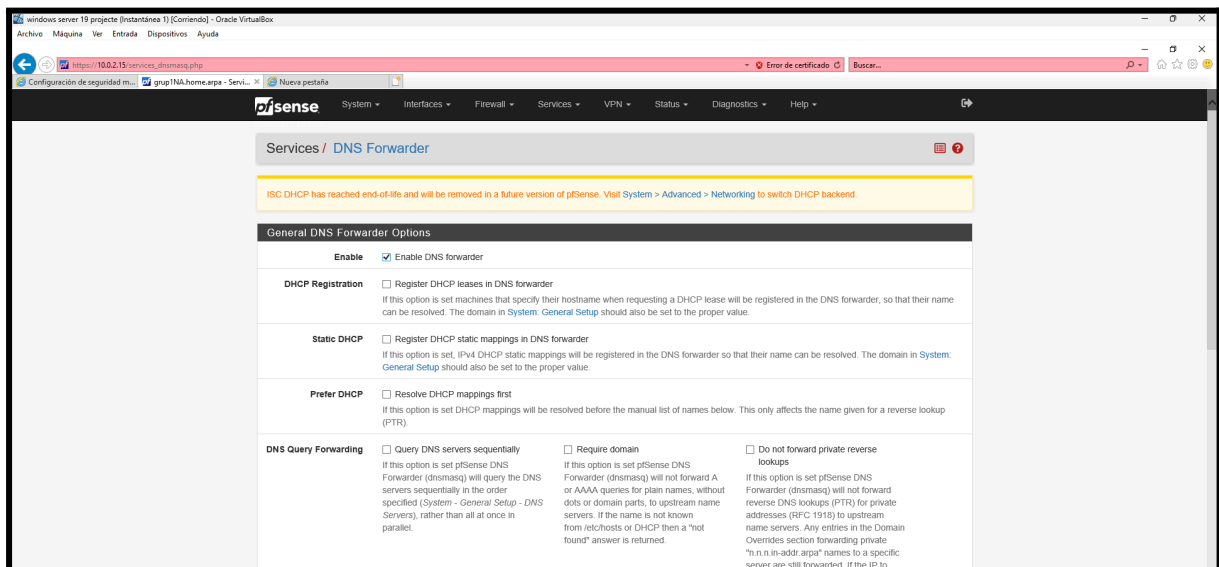 windows server 19 projecte (Instantánea 1) [Corriendo] - Oracle VirtualBox
Archivo Máquina Ver Entrada Dispositivos Ayuda
https://10.0.2.15/services_dnsmasq.php
Error de certificado
Buscar...
Configuración de seguridad m...
grup1NA.home.arpa - Servi...
Nueva pestaña
pfsense
System
Interfaces
Firewall
Services
VPN
Status
Diagnostics
Help
Services / DNS Forwarder
ISC DHCP has reached end-of-life and will be removed in a future version of pfSense. Visit System > Advanced > Networking to switch DHCP backend.
General DNS Forwarder Options
Enable
Enable DNS forwarder
DHCP Registration
Register DHCP leases in DNS forwarder
If this option is set machines that specify their hostname when requesting a DHCP lease will be registered in the DNS forwarder, so that their name
can be resolved. The domain in System: General Setup should also be set to the proper value.
Static DHCP
Register DHCP static mappings in DNS forwarder
If this option is set, IPv4 DHCP static mappings will be registered in the DNS forwarder so that their name can be resolved. The domain in System:
General Setup should also be set to the proper value.
Prefer DHCP
Resolve DHCP mappings first
If this option is set DHCP mappings will be resolved before the manual list of names below. This only affects the name given for a reverse lookup
(PTR).
DNS Query Forwarding
Query DNS servers sequentially
If this option is set pfSense DNS
Forwarder (dnsmasq) will query the DNS
servers sequentially in the order
specified (System - General Setup - DNS
Servers), rather than all at once in
parallel.
Require domain
If this option is set pfSense DNS
Forwarder (dnsmasq) will not forward A
or AAAA queries for plain names, without
dots or domain parts, to upstream name
servers. If the name is not known
from /etc/hosts or DHCP then a "not
found" answer is returned.
Do not forward private reverse
lookups
If this option is set pfSense DNS
Forwarder (dnsmasq) will not forward
reverse DNS lookups (PTR) for private
addresses (RFC 1918) to upstream
name servers. Any entries in the Domain
Overrides section forwarding private
"n.n.n.in-addr.arpa" names to a specific
server are still forwarded. If the IP to